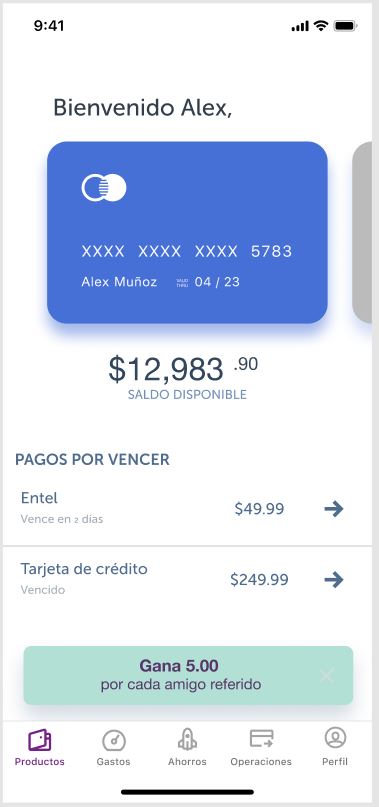 9:41
Bienvenido Alex,
XXXX XXXX XXXX 5783
Alex Muñoz VALID THRU 04 / 23
$12,983 .90
SALDO DISPONIBLE
PAGOS POR VENCER
Entel
$49.99
Vence en 2 días
Tarjeta de crédito
$249.99
Vencido
Gana 5.00
por cada amigo referido
Productos Gastos Ahorros Operaciones Perfil